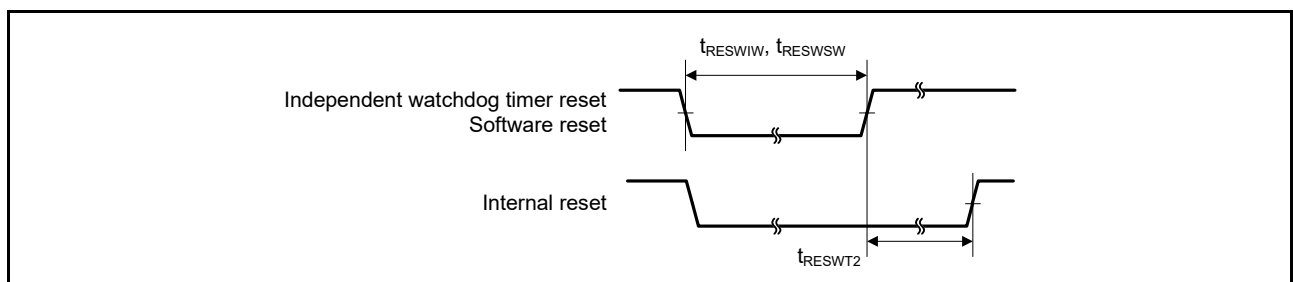 tRESWIW, tRESWSW
Independent watchdog timer reset
Software reset
Internal reset
tRESWT2